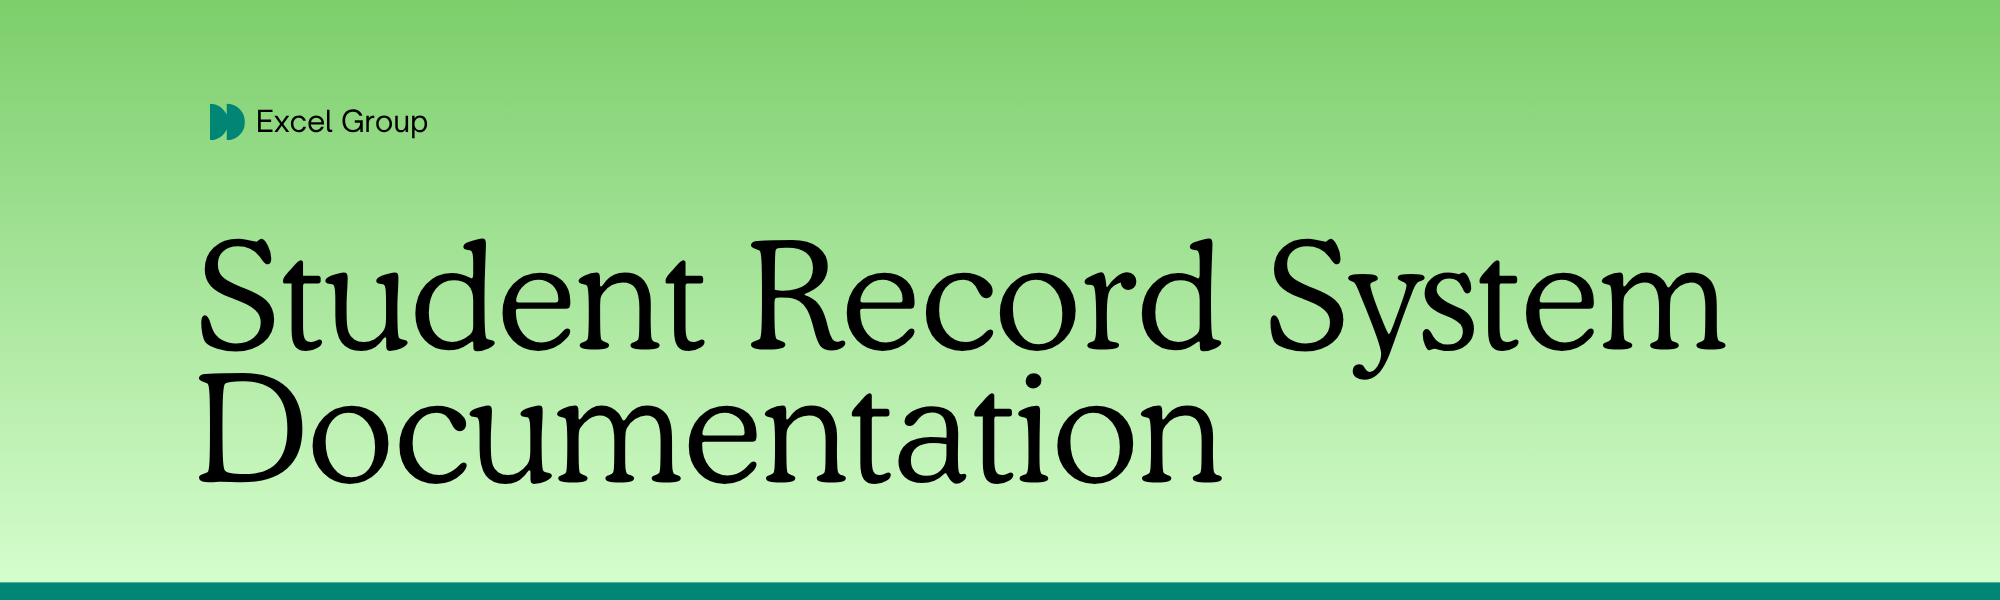 Excel Group
Student Record System
Documentation